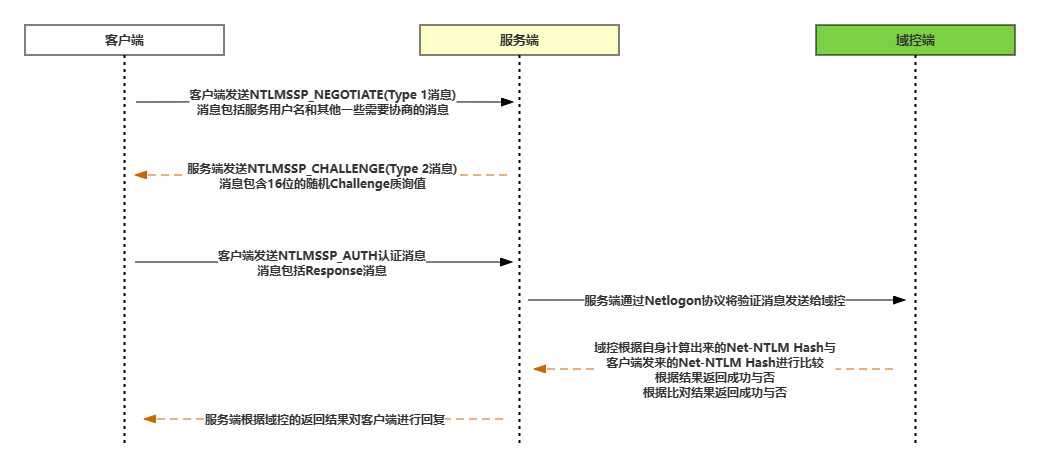 客户端
服务端
域控端
客户端发送NTLMSSP_NEGOTIATE(Type 1消息)
消息包括服务用户名和其他一些需要协商的消息
服务端发送NTLMSSP_CHALLENGE(Type 2消息)
消息包含16位的随机Challenge质询值
客户端发送NTLMSSP_AUTH认证消息
消息包括Response消息
服务端通过Netlogon协议将验证消息发送给域控
域控根据自身计算出来的Net-NTLM Hash与
客户端发来的Net-NTLM Hash进行比较
根据结果返回成功与否
根据比对结果返回成功与否
服务端根据域控的返回结果对客户端进行回复